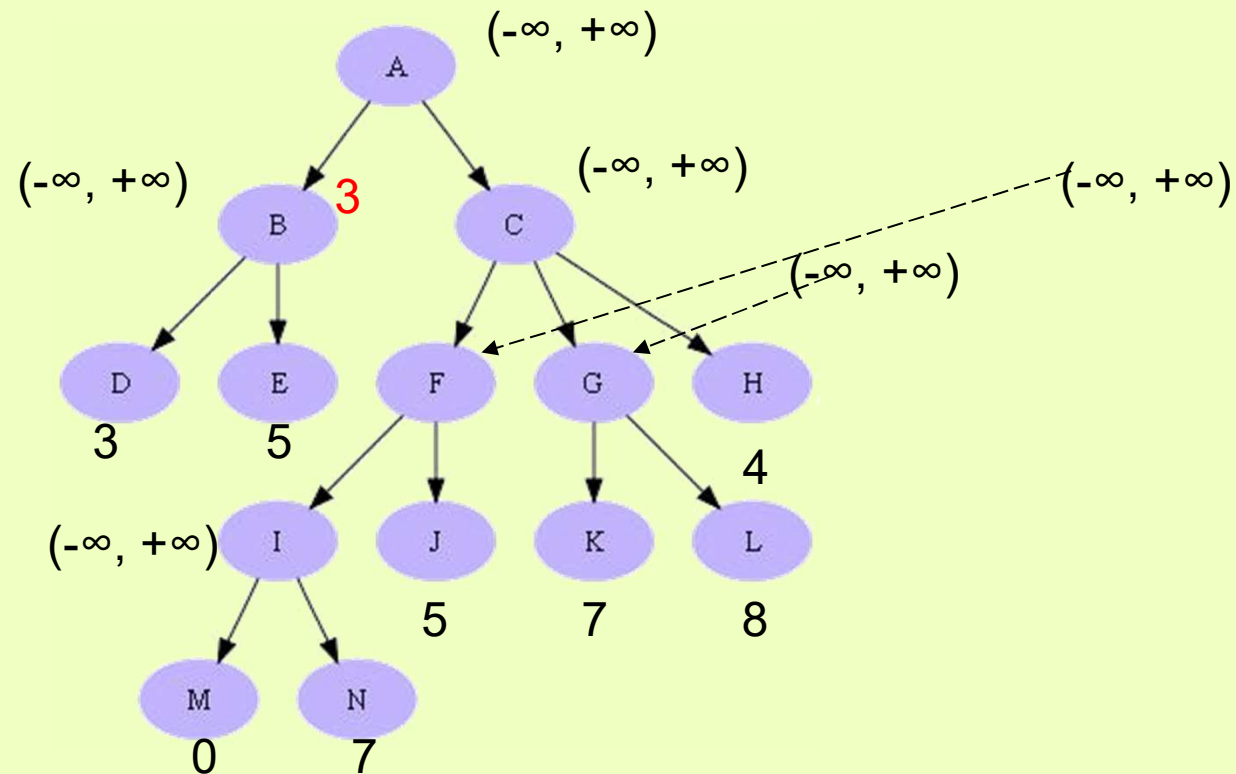 (-∞, +∞)
A
(-∞, +∞)
(-∞, +∞)
(-∞, +∞)
3
B
C
(-∞, +∞)
D
E
F
G
H
3
5
4
(-∞, +∞)
I
J
K
L
5
7
8
M
N
0
7